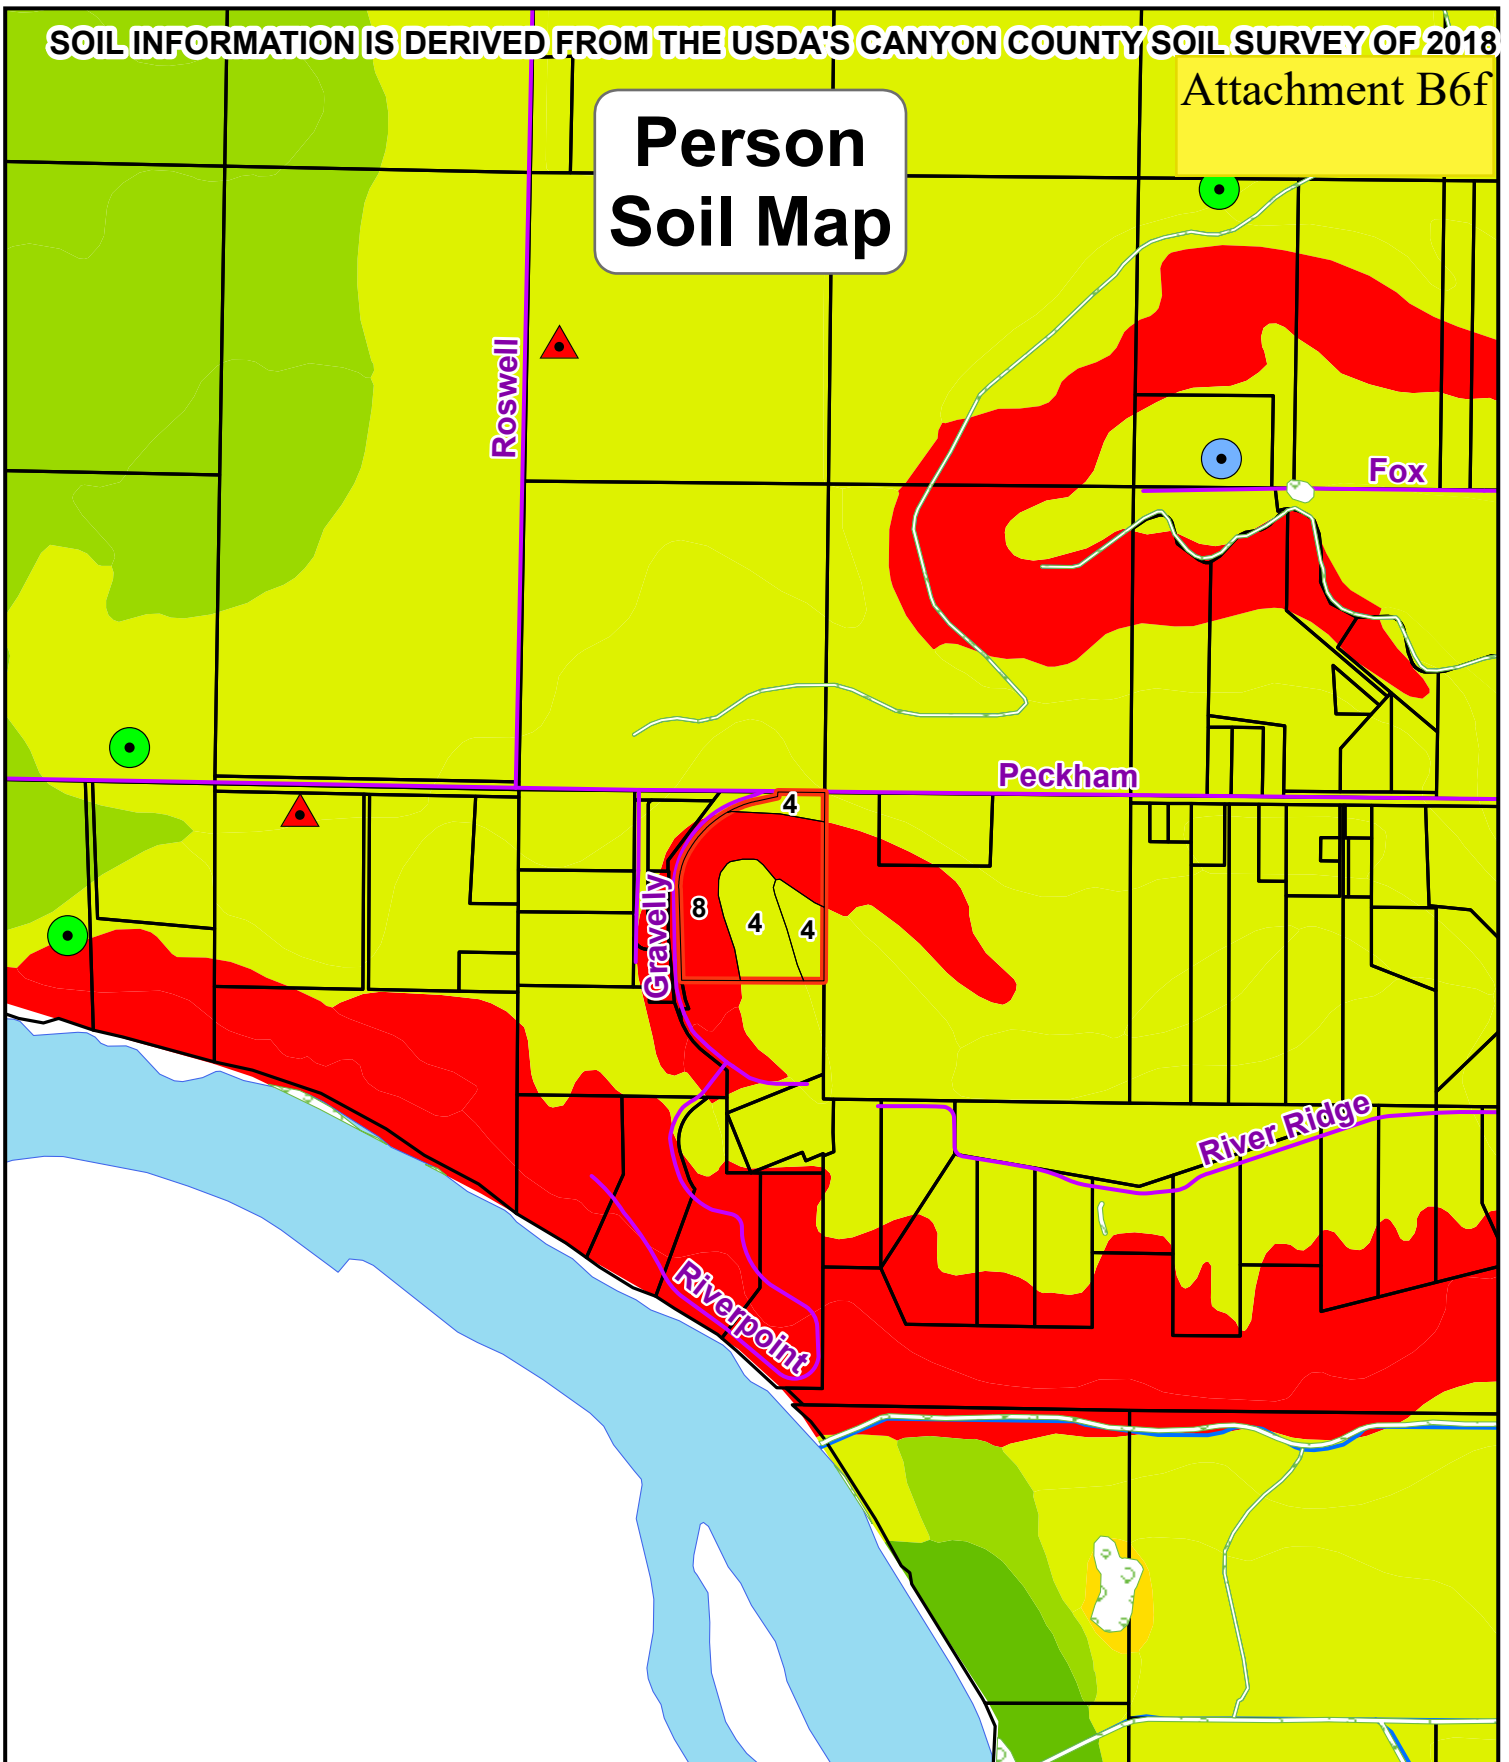 SOIL INFORMATION IS DERIVED FROM THE USDA'S CANYON COUNTY SOIL SURVEY OF 2018
Attachment B6f
Person
Soil Map
Roswell
Fox
Peckham
4
8
4
4
Gravelly
River Ridge
Riverpoint